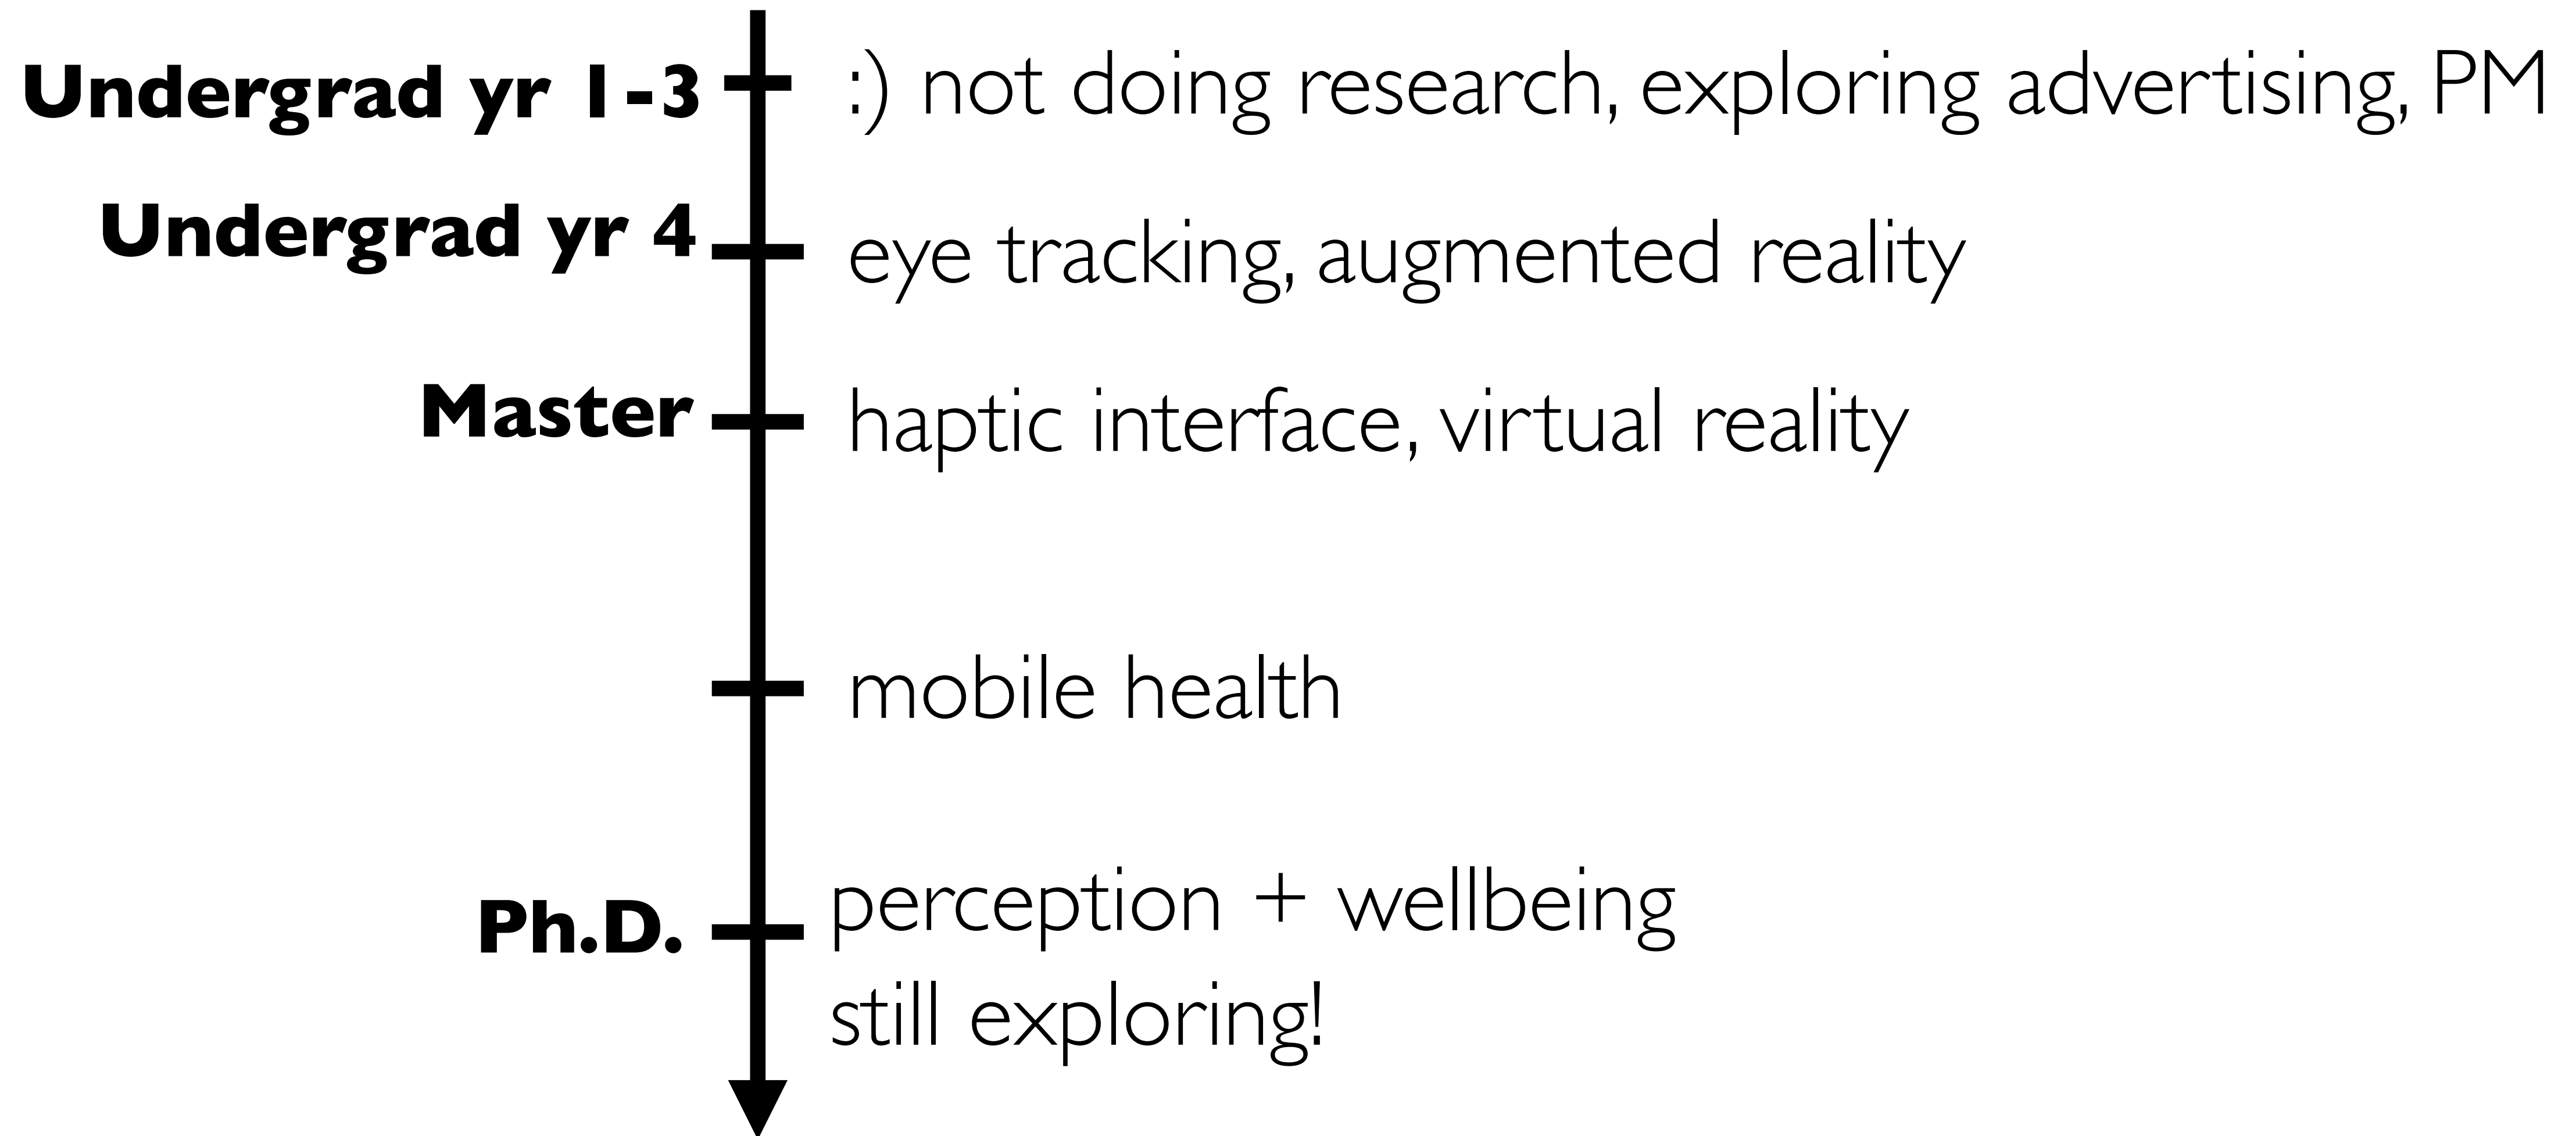 Undergrad yr 1-3 :) not doing research, exploring advertising, PM
Undergrad yr 4 eye tracking, augmented reality
Master haptic interface, virtual reality
mobile health
Ph.D. perception + wellbeing
still exploring!